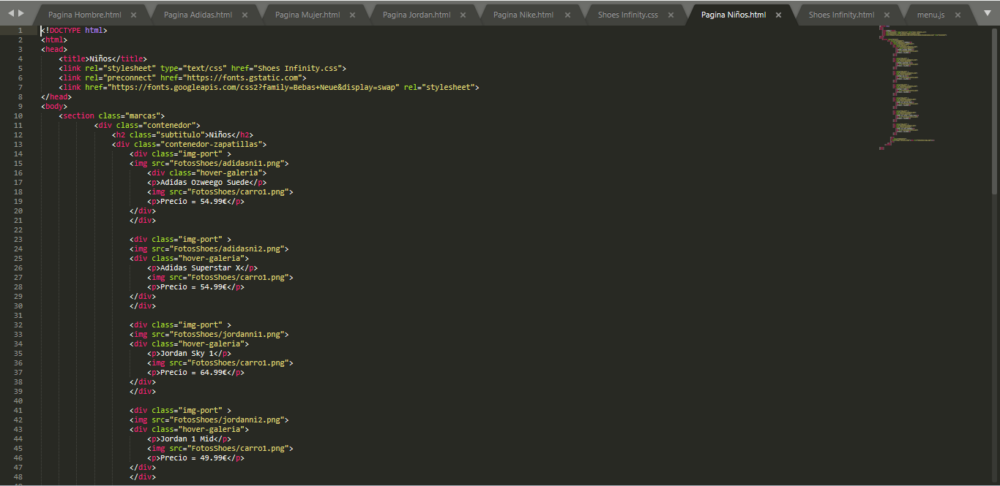 Pagina Hombre.html × Pagina Adidas.html × Pagina Mujer.html × Pagina Jordan.html × Pagina Nike.html × Shoes Infinity.css × Pagina Niños.html × Shoes Infinity.html × menu.js ×
1 <!DOCTYPE html>
2 <html>
3 <head>
4 <title>Niños</title>
5 <link rel="stylesheet" type="text/css" href="Shoes Infinity.css">
6 <link rel="preconnect" href="https://fonts.gstatic.com">
7 <link href="https://fonts.googleapis.com/css2?family=Bebas+Neue&display=swap" rel="stylesheet">
8 </head>
9 <body>
10 <section class="marcas">
11 <div class="contenedor">
12 <h2 class="subtitulo">Niños</h2>
13 <div class="contenedor-zapatillas">
14 <div class="img-port" >
15 <img src="FotosShoes/adidasni1.png">
16 <div class="hover-galeria">
17 <p>Adidas Ozweego Suede</p>
18 <img src="FotosShoes/carro1.png">
19 <p>Precio = 54.99€</p>
20 </div>
21 </div>
22
23 <div class="img-port" >
24 <img src="FotosShoes/adidasni2.png">
25 <div class="hover-galeria">
26 <p>Adidas Superstar X</p>
27 <img src="FotosShoes/carro1.png">
28 <p>Precio = 54.99€</p>
29 </div>
30 </div>
31
32 <div class="img-port" >
33 <img src="FotosShoes/jordanni1.png">
34 <div class="hover-galeria">
35 <p>Jordan Sky 1</p>
36 <img src="FotosShoes/carro1.png">
37 <p>Precio = 64.99€</p>
38 </div>
39 </div>
40
41 <div class="img-port" >
42 <img src="FotosShoes/jordanni2.png">
43 <div class="hover-galeria">
44 <p>Jordan 1 Mid</p>
45 <img src="FotosShoes/carro1.png">
46 <p>Precio = 49.99€</p>
47 </div>
48 </div>